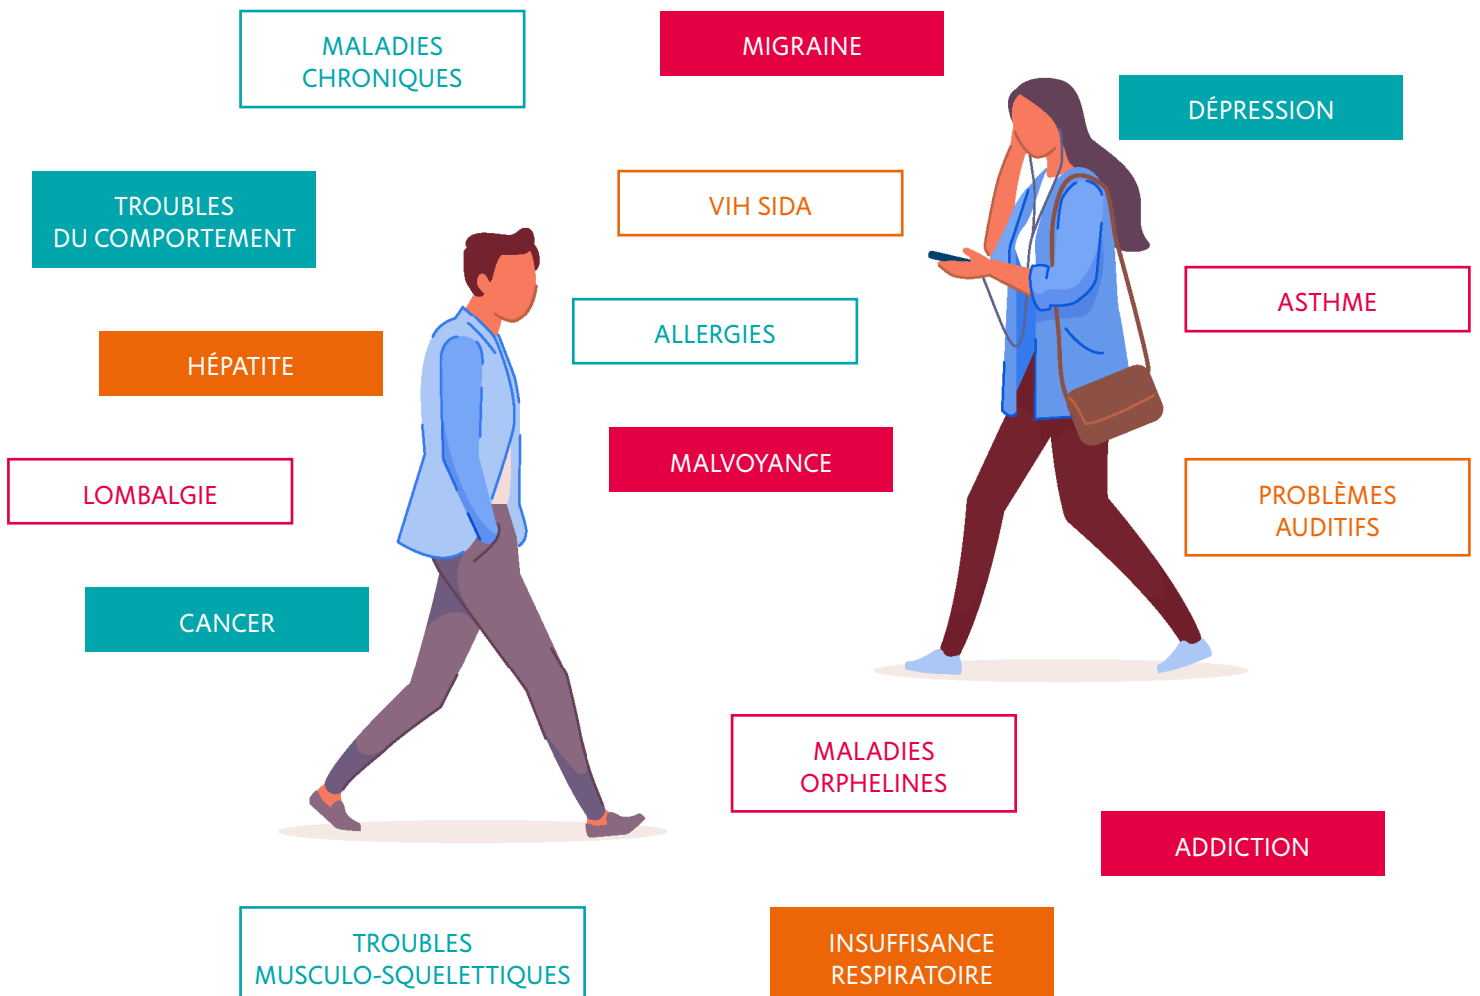 MALADIES
CHRONIQUES
MIGRAINE
DÉPRESSION
TROUBLES
DU COMPORTEMENT
VIH SIDA
ASTHME
ALLERGIES
HÉPATITE
MALVOYANCE
LOMBALGIE
PROBLÈMES
AUDITIFS
CANCER
MALADIES
ORPHELINES
ADDICTION
TROUBLES
MUSCULO-SQUELETTIQUES
INSUFFISANCE
RESPIRATOIRE